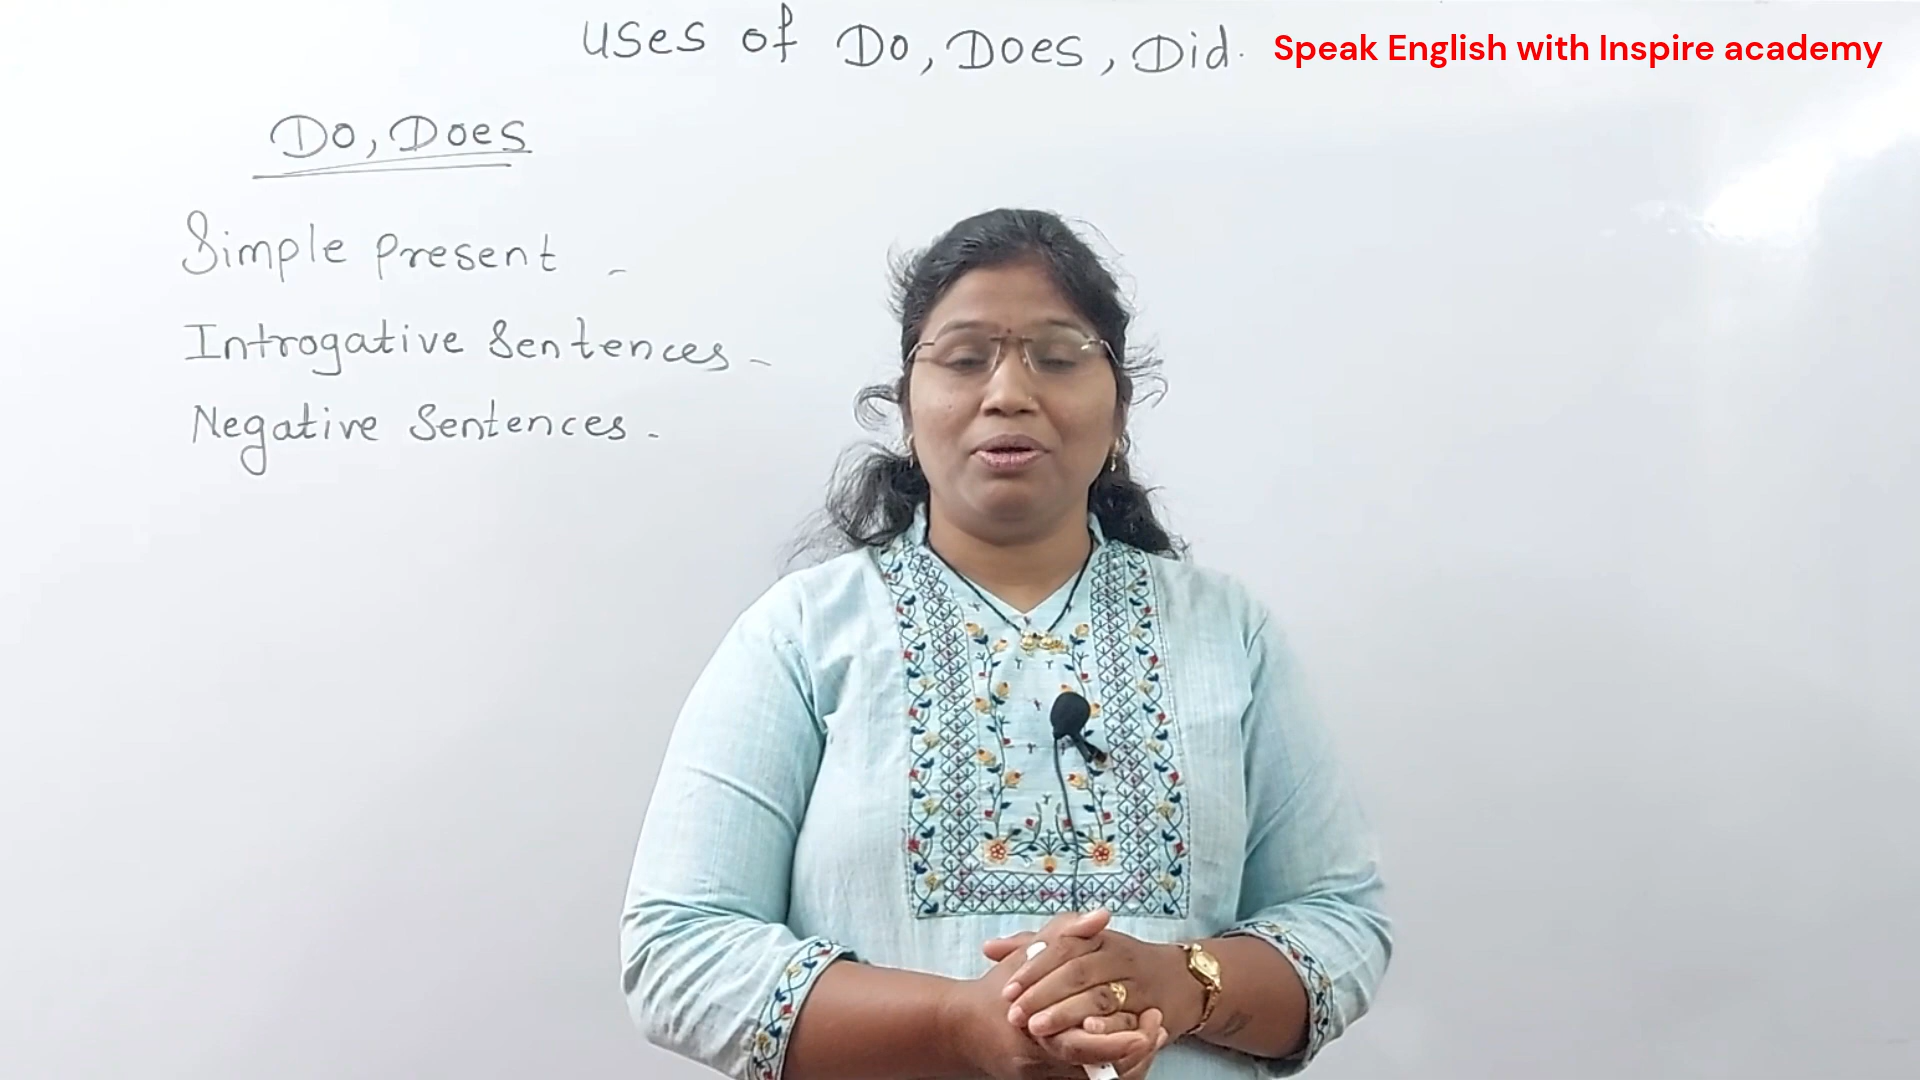 Uses of Do, Does, Did.
Speak English with Inspire academy
Do, Does
Simple Present -
Introgative Sentences -
Negative Sentences -